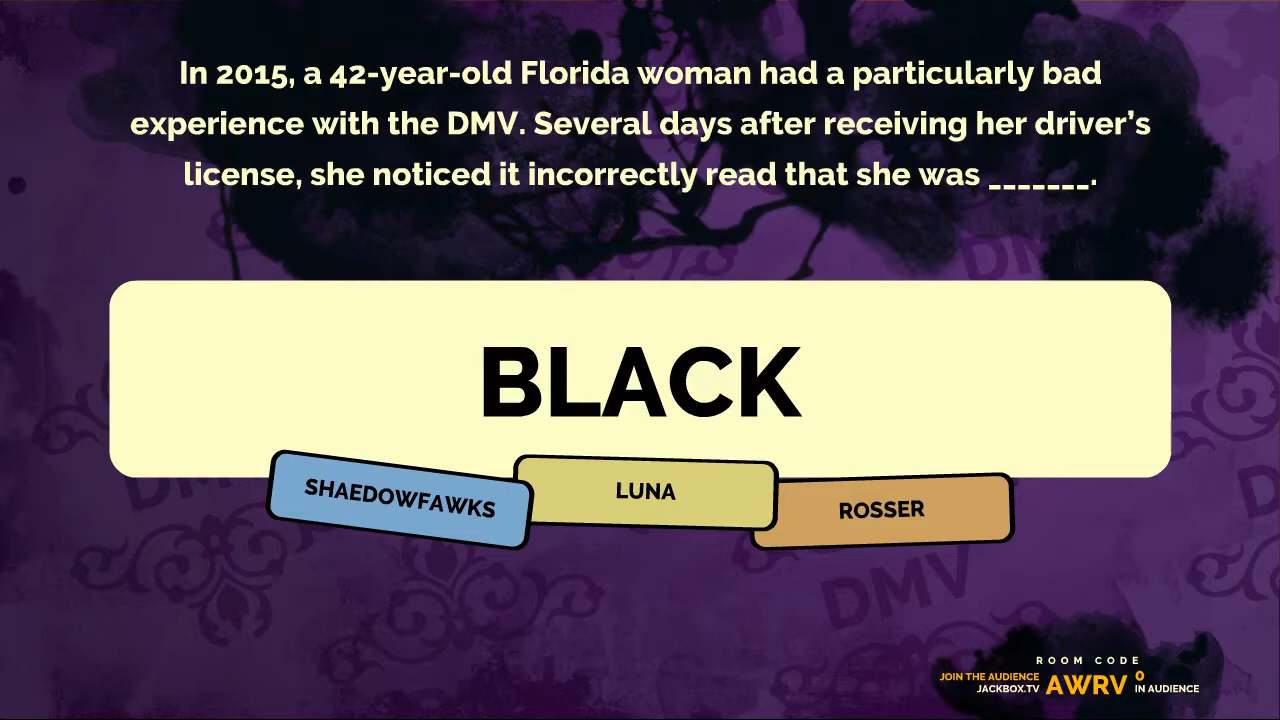 In 2015, a 42-year-old Florida woman had a particularly bad
experience with the DMV. Several days after receiving her driver’s
license, she noticed it incorrectly read that she was _______.
DM
BLACK
SHAEDOWFAWKS
LUNA
ROSSER
DMV
ROOM CODE
JOIN THE AUDIENCE
JACKBOX.TV
AWRV
0
IN AUDIENCE